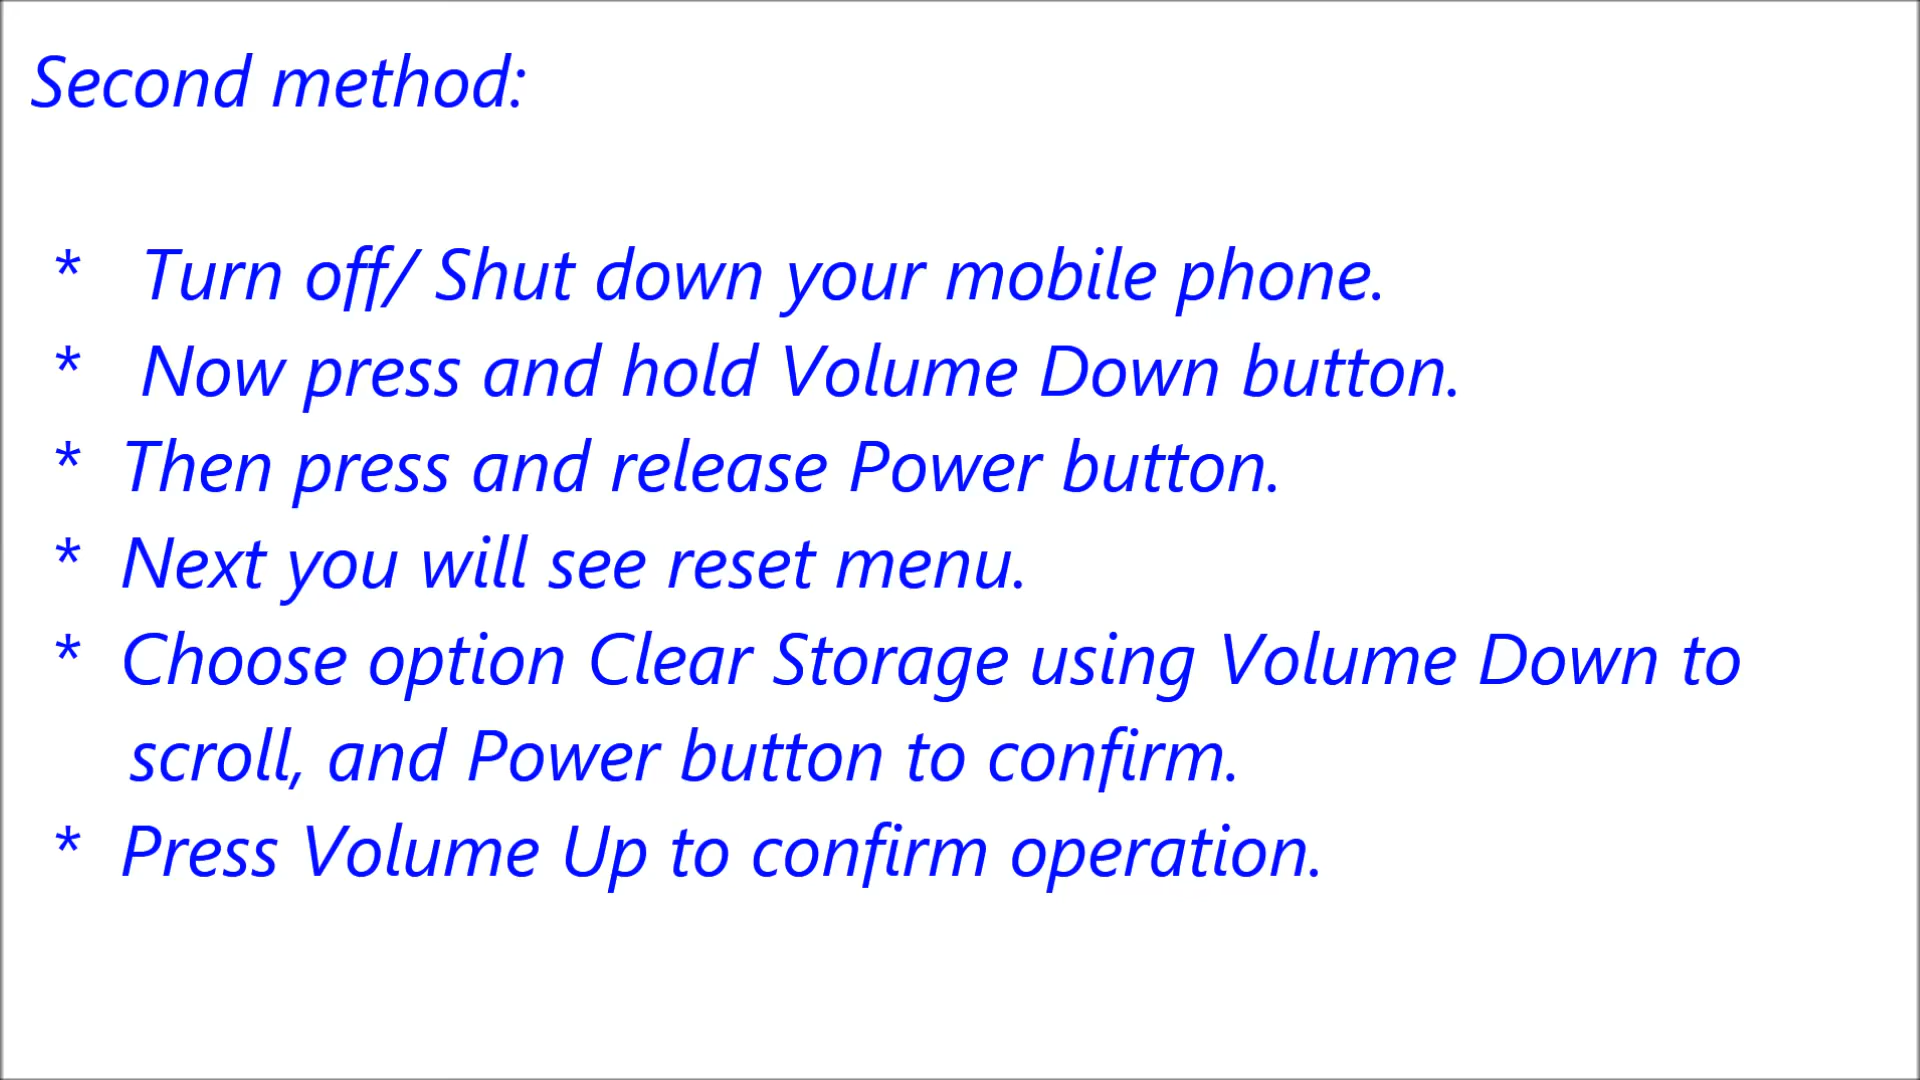 Second method:
* Turn off/ Shut down your mobile phone.
* Now press and hold Volume Down button.
* Then press and release Power button.
* Next you will see reset menu.
* Choose option Clear Storage using Volume Down to
scroll, and Power button to confirm.
* Press Volume Up to confirm operation.